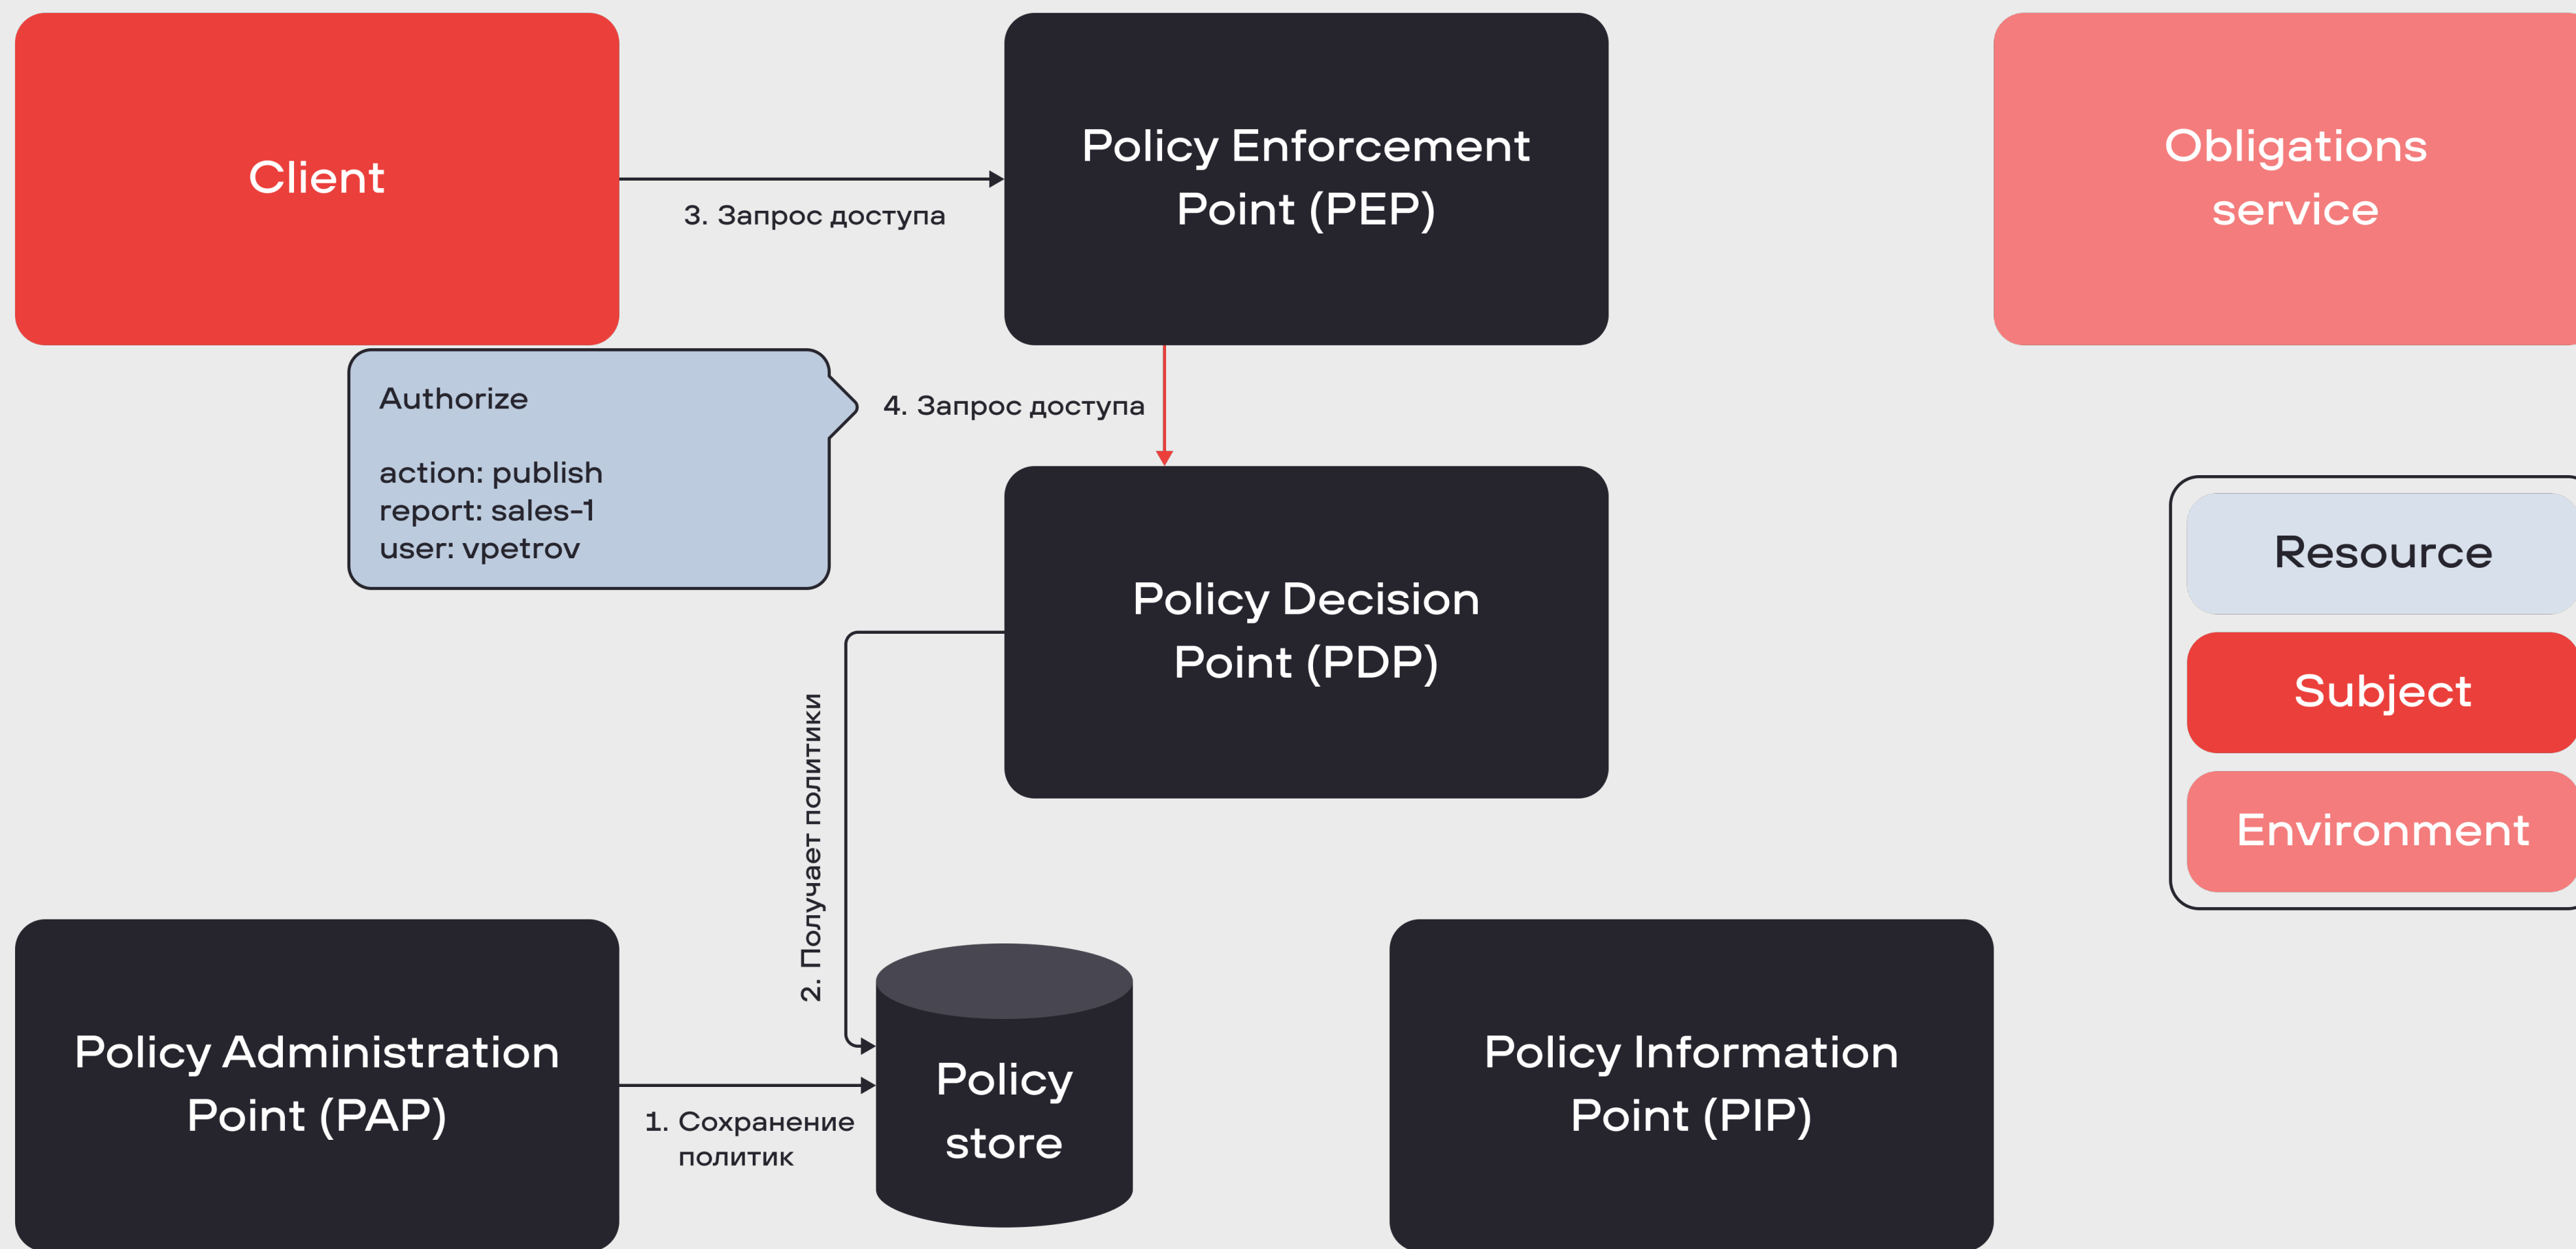 Client
3. Запрос доступа
Policy Enforcement
Point (PEP)
Obligations
service
Authorize
action: publish
report: sales-1
user: vpetrov
4. Запрос доступа
Policy Decision
Point (PDP)
Resource
Subject
Environment
2. Получает политики
Policy Administration
Point (PAP)
1. Сохранение
политик
Policy
store
Policy Information
Point (PIP)